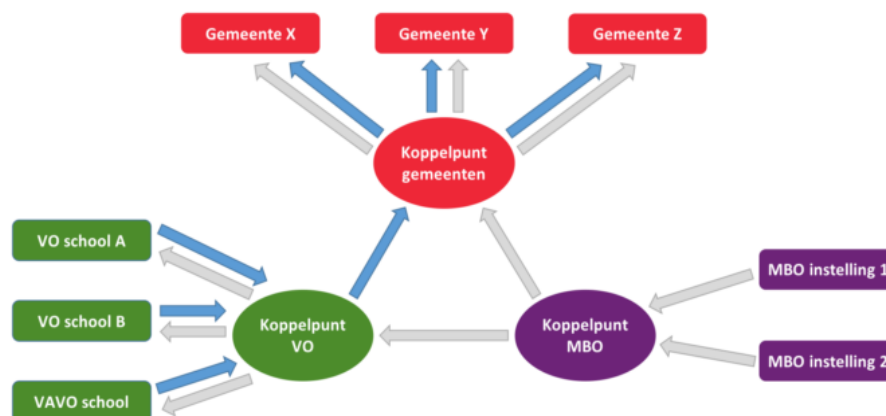 Gemeente X
Gemeente Y
Gemeente Z
Koppelpunt
gemeenten
VO school A
MBO instelling 1
VO school B
Koppelpunt
VO
Koppelpunt
MBO
MBO instelling 2
VAVO school